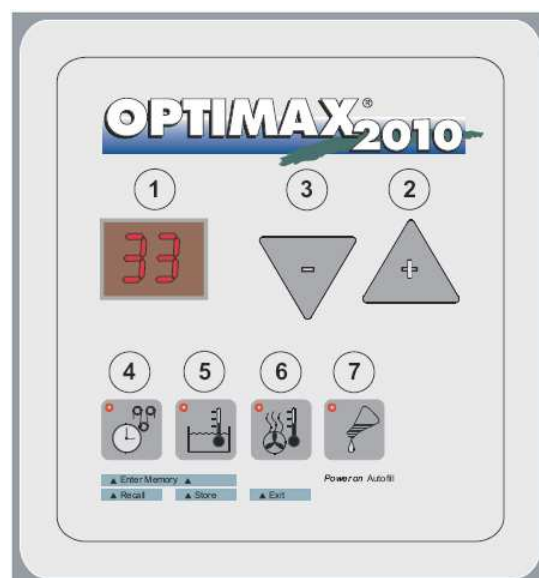 OPTIMAX®
2010
1 3 2
33
- +
4 5 6 7
▲ Enter Memory ▲
Power on Autofill
▲ Recall ▲ Store ▲ Exit